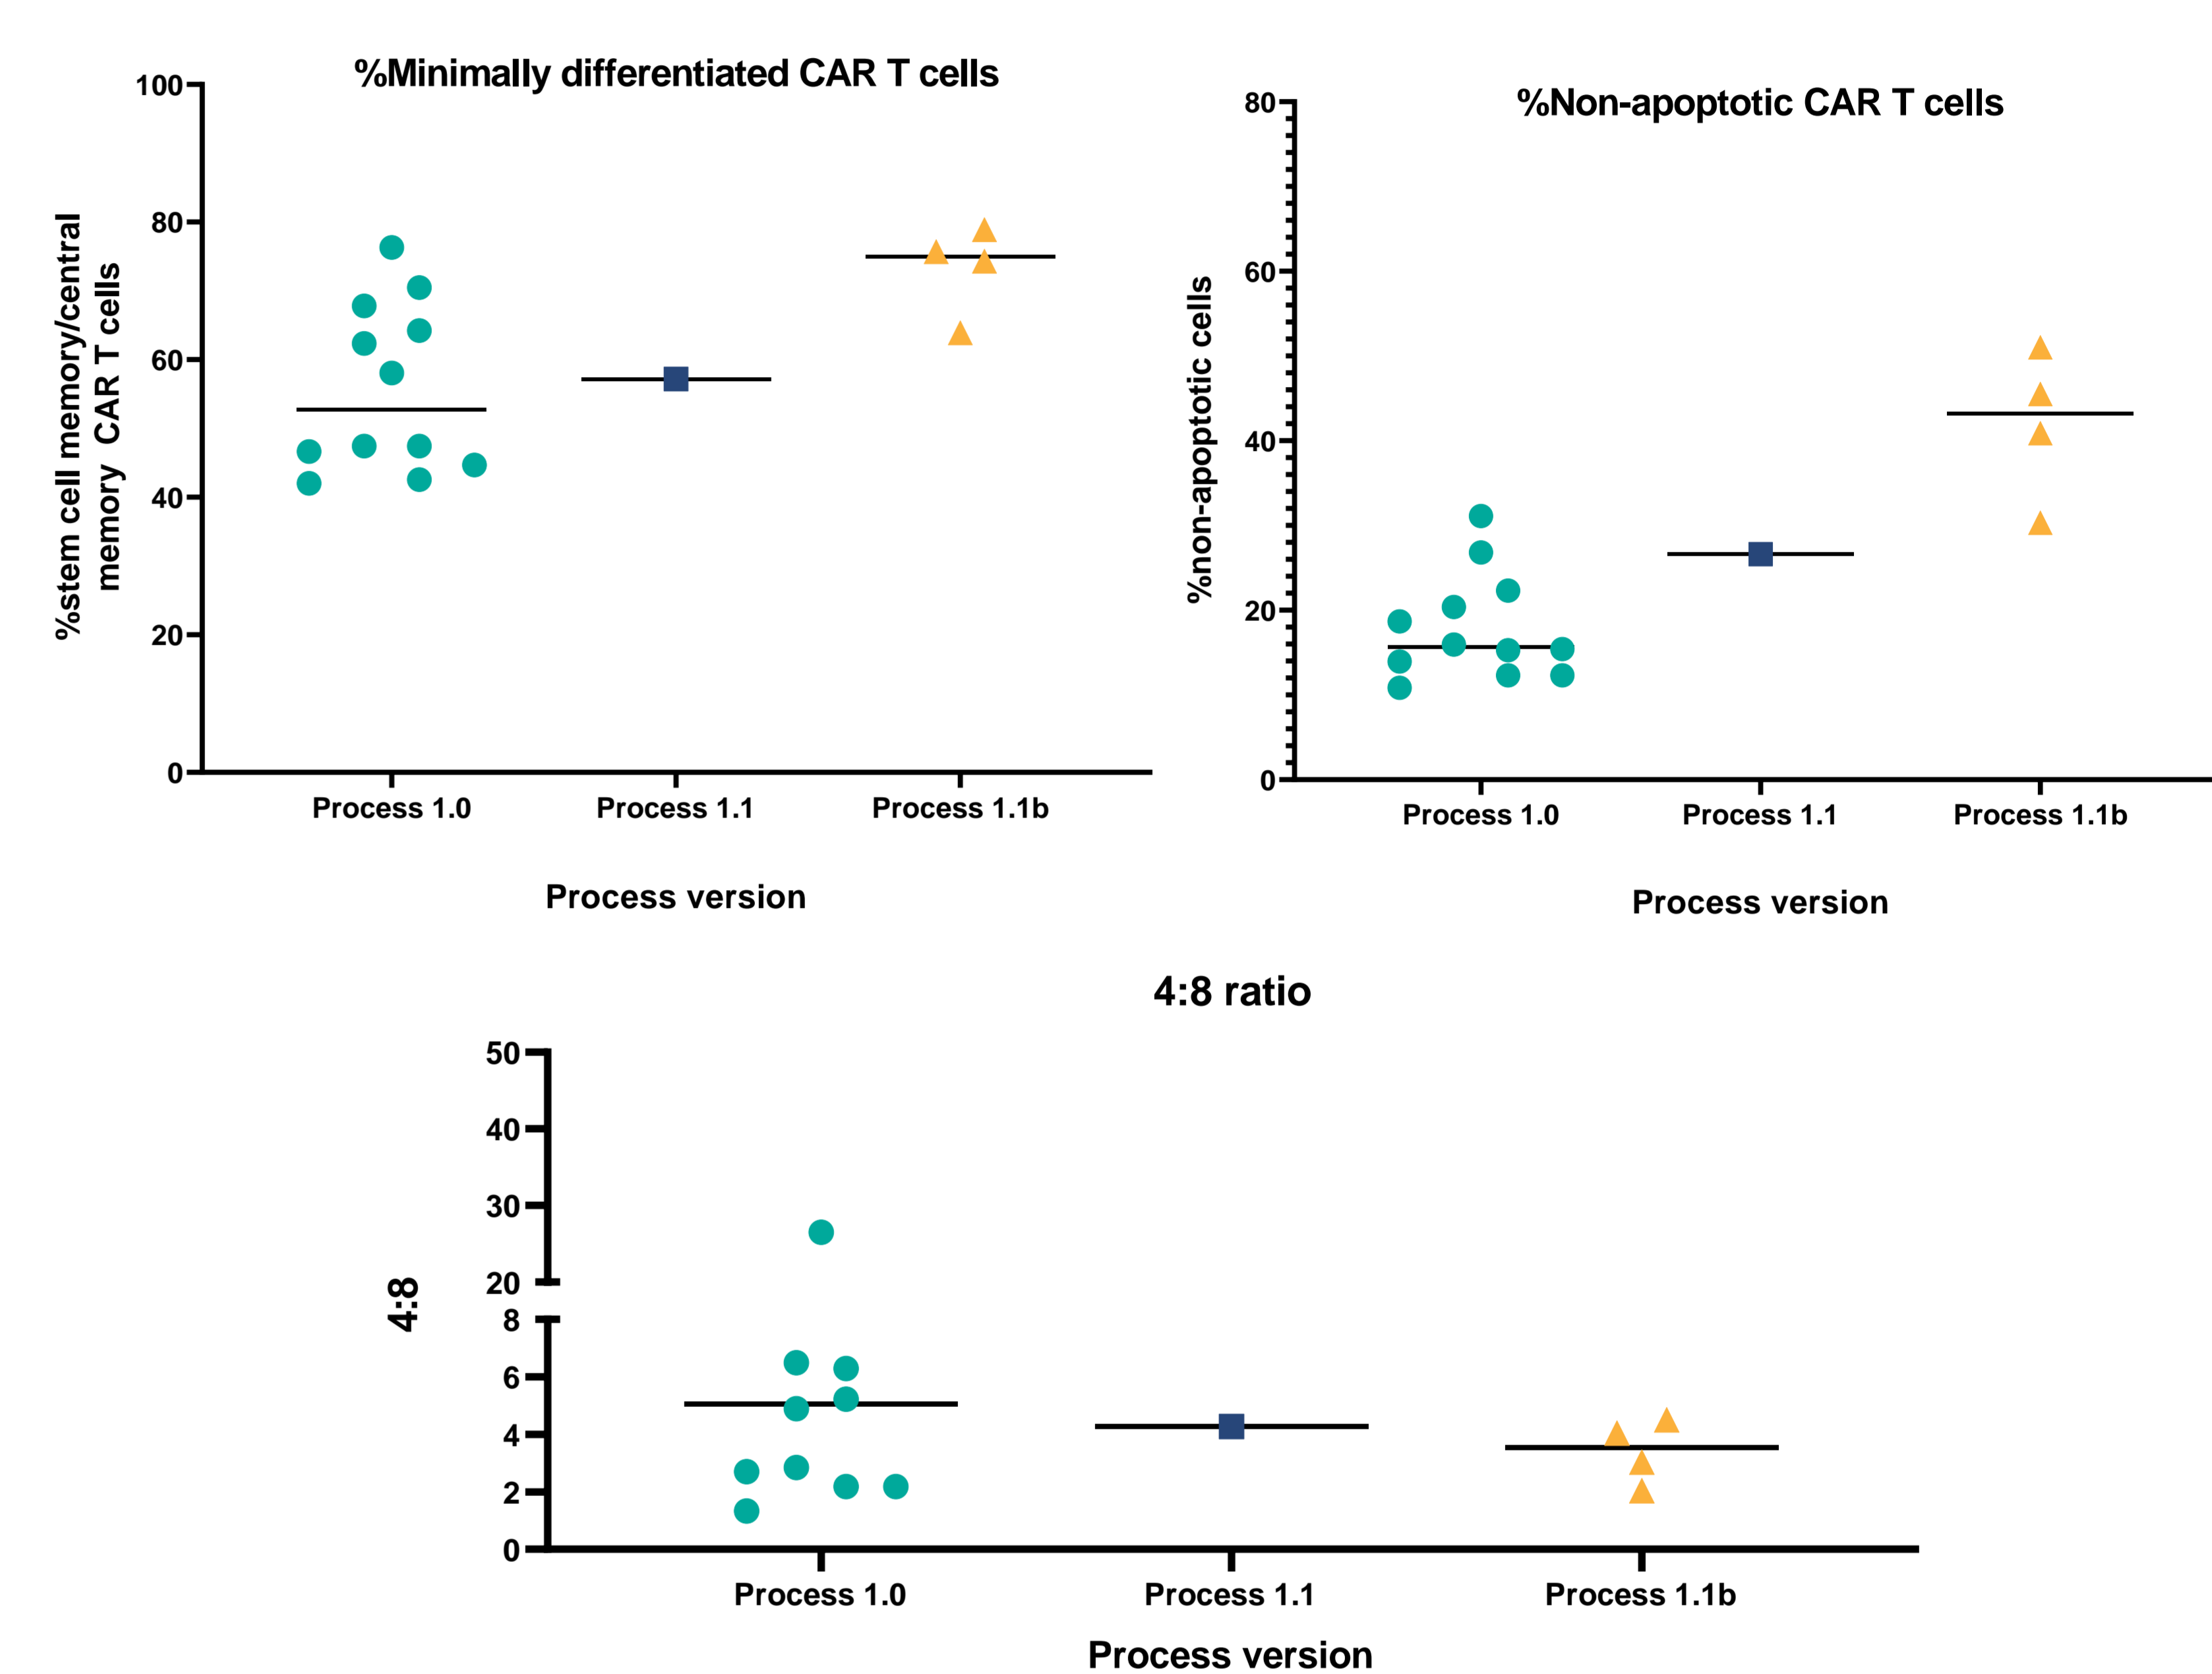 %Minimally differentiated CAR T cells
%stem cell memory/central
memory CAR T cells
100
80
60
40
20
0
Process 1.0
Process 1.1
Process 1.1b
Process version
%Non-apoptotic CAR T cells
%non-apoptotic cells
80
60
40
20
0
Process 1.0
Process 1.1
Process 1.1b
Process version
4:8 ratio
4:8
50
40
30
20
8
6
4
2
0
Process 1.0
Process 1.1
Process 1.1b
Process version